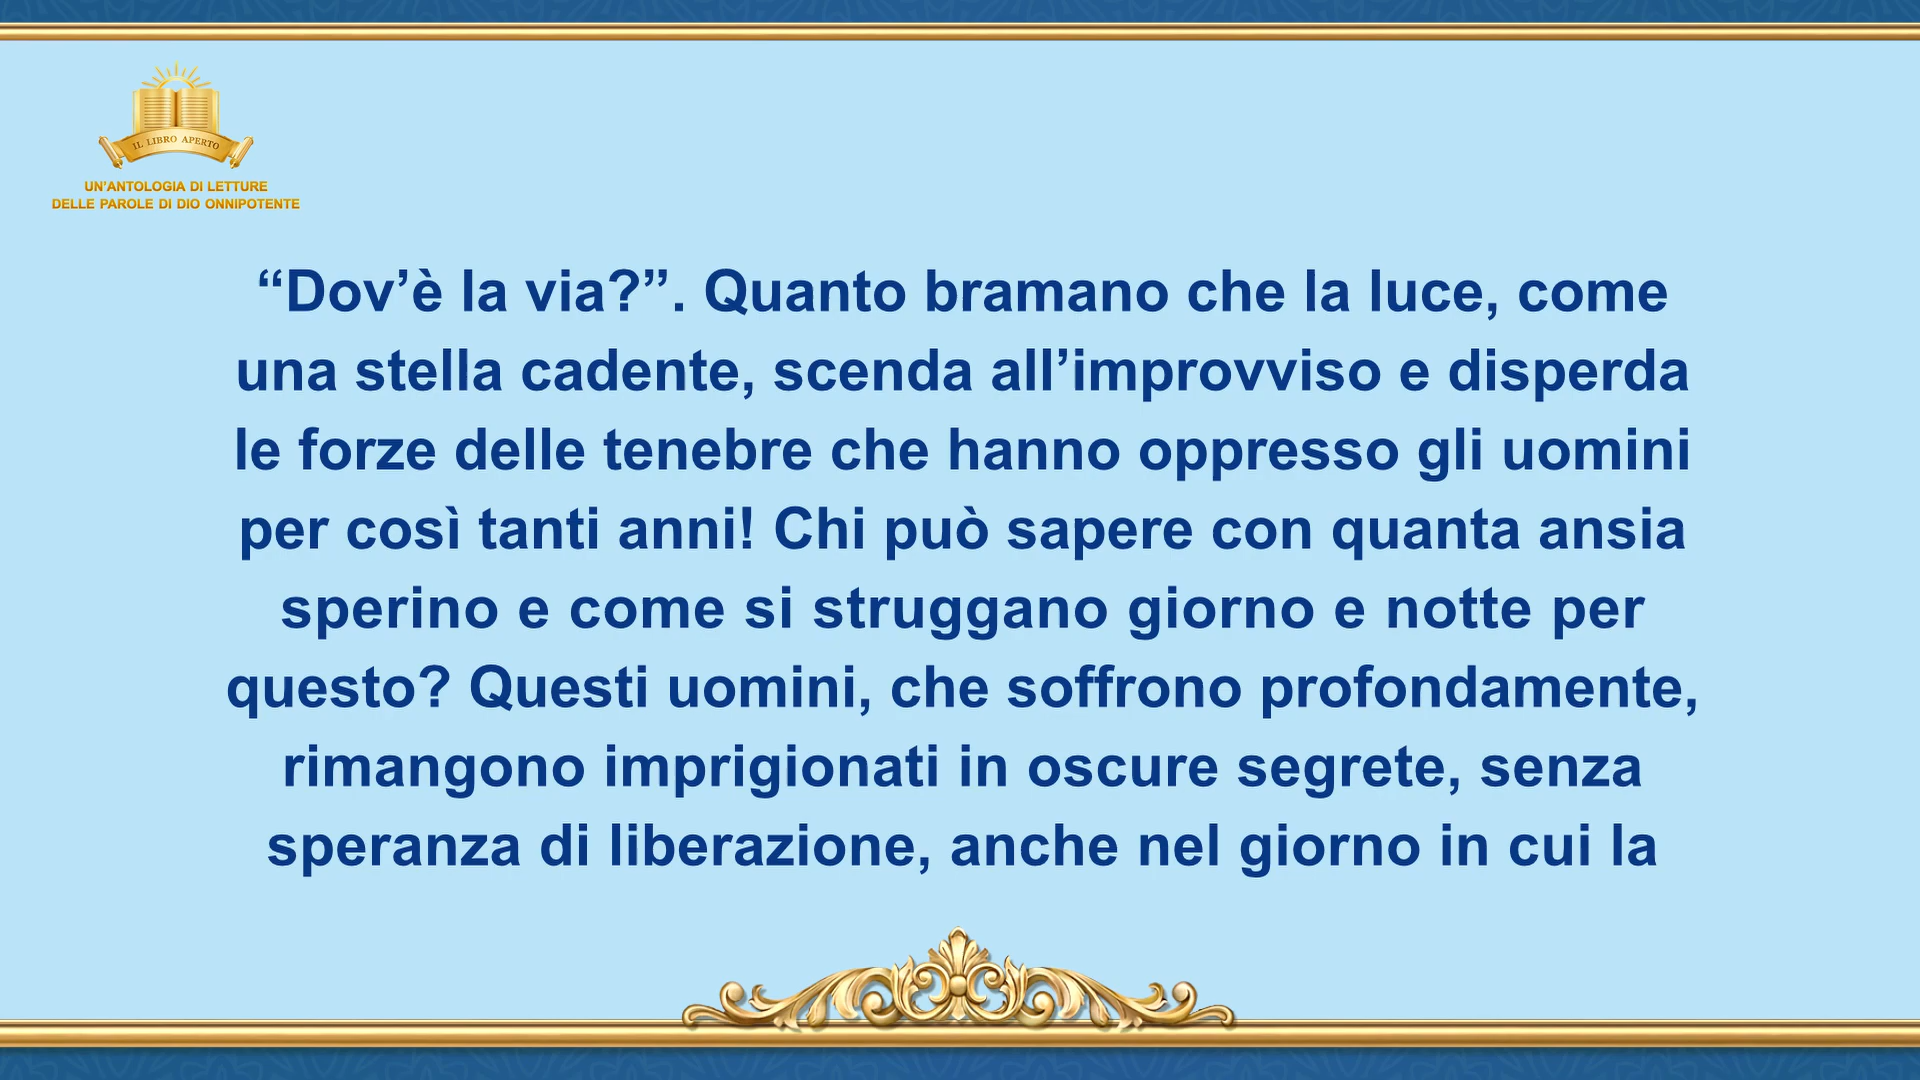 IL LIBRO APERTO
UN’ANTOLOGIA DI LETTURE
DELLE PAROLE DI DIO ONNIPOTENTE
“Dov’è la via?”. Quanto bramano che la luce, come
una stella cadente, scenda all’improvviso e disperda
le forze delle tenebre che hanno oppresso gli uomini
per così tanti anni! Chi può sapere con quanta ansia
sperino e come si struggano giorno e notte per
questo? Questi uomini, che soffrono profondamente,
rimangono imprigionati in oscure segrete, senza
speranza di liberazione, anche nel giorno in cui la